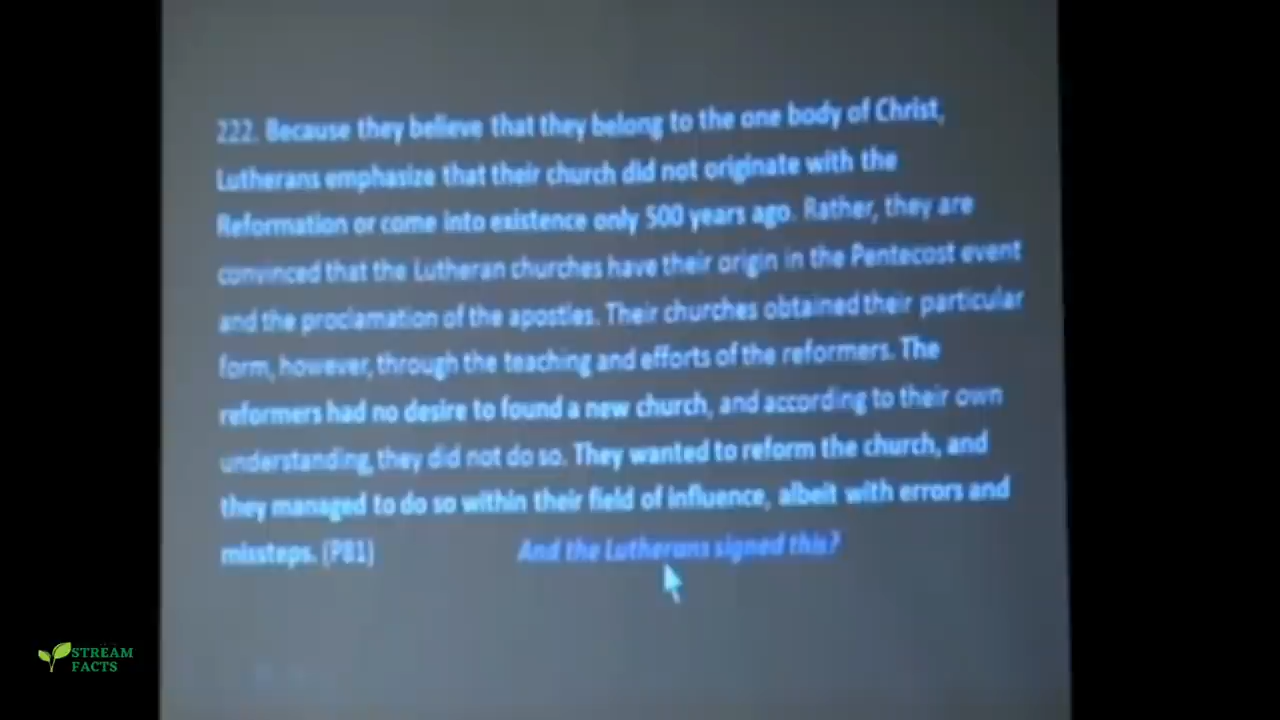 222. Because they believe that they belong to the one body of Christ,
Lutherans emphasize that their church did not originate with the
Reformation or come into existence only 500 years ago. Rather, they are
convinced that the Lutheran churches have their origin in the Pentecost event
and the proclamation of the apostles. Their churches obtained their particular
form, however, through the teaching and efforts of the reformers. The
reformers had no desire to found a new church, and according to their own
understanding, they did not do so. They wanted to reform the church, and
they managed to do so within their field of influence, albeit with errors and
missteps. (P81) And the Lutherans signed this?
STREAM
FACTS